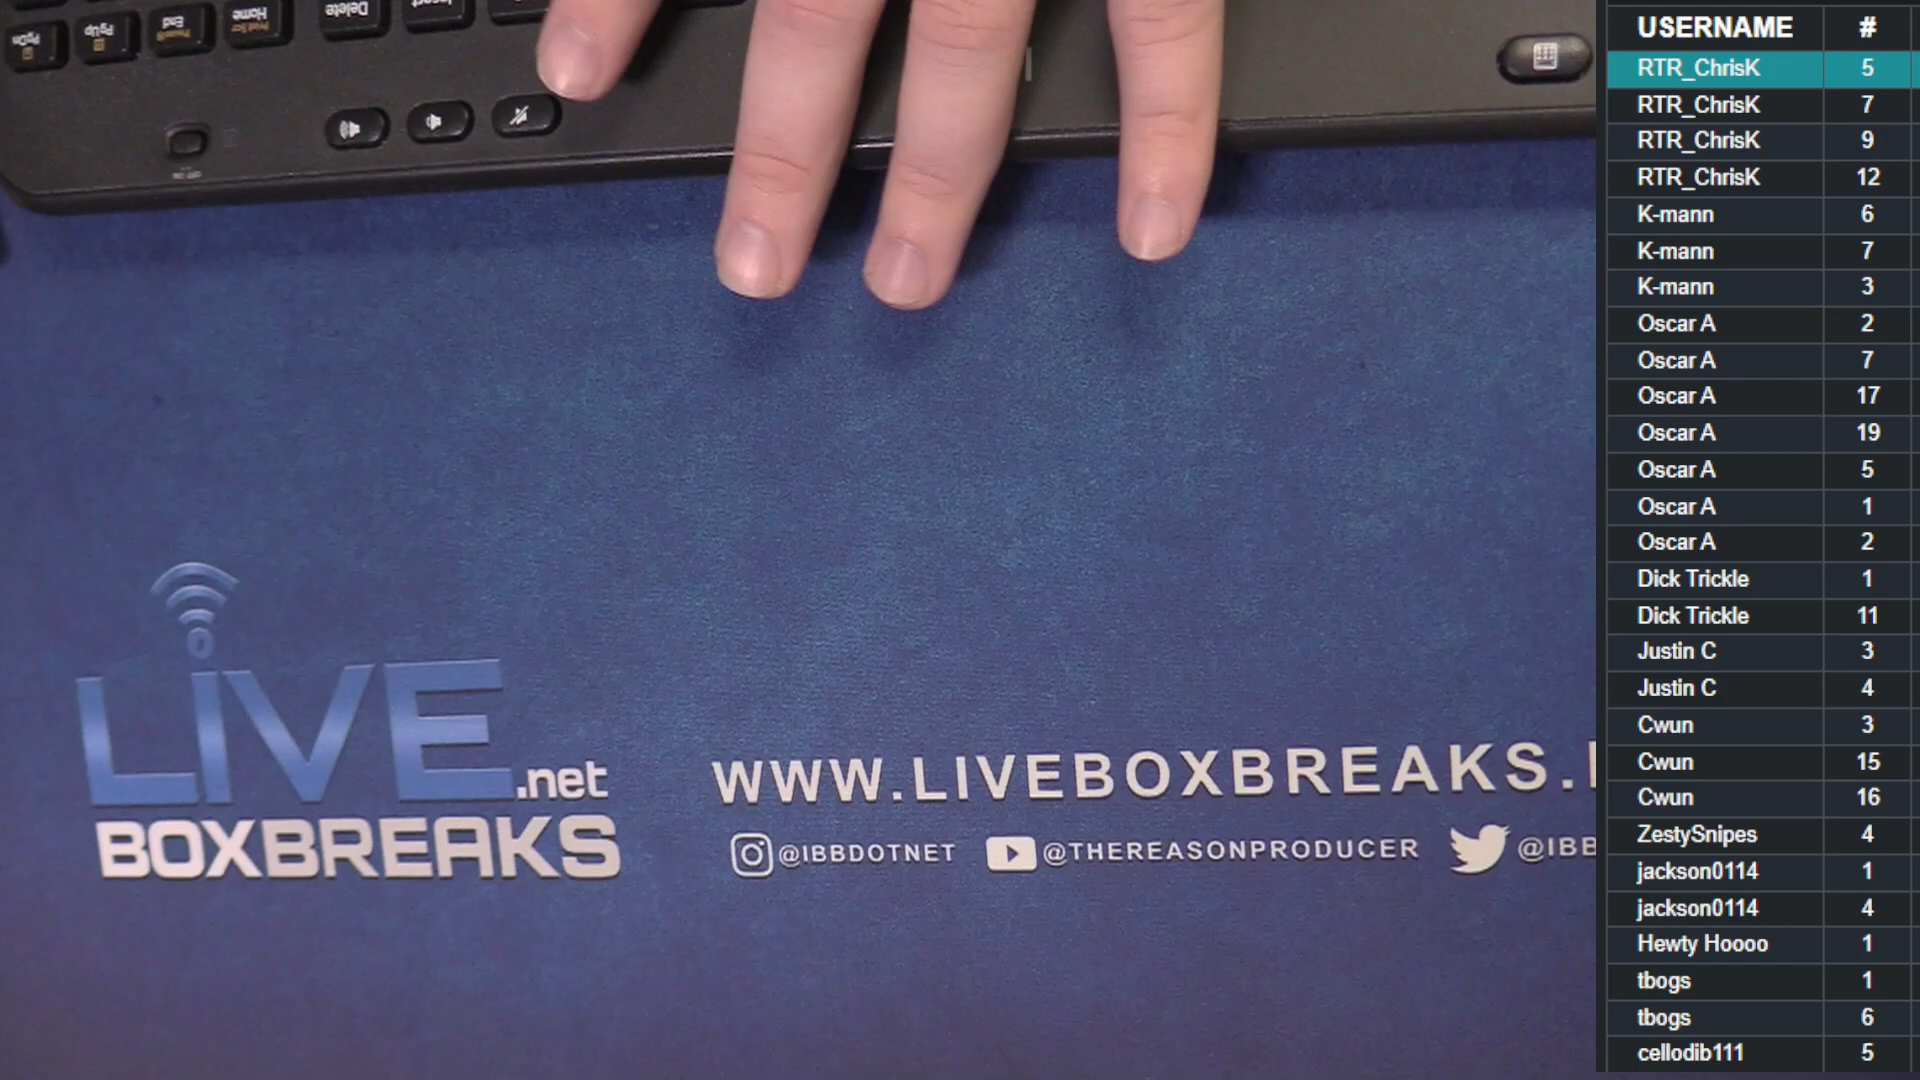 PgDn
PgUp
End
Home
Delete
LIVE.net
BOXBREAKS
WWW.LIVEBOXBREAKS.
@IBBDOTNET
@THEREASONPRODUCER
@IBB
USERNAME #
RTR_ChrisK 5
RTR_ChrisK 7
RTR_ChrisK 9
RTR_ChrisK 12
K-mann 6
K-mann 7
K-mann 3
Oscar A 2
Oscar A 7
Oscar A 17
Oscar A 19
Oscar A 5
Oscar A 1
Oscar A 2
Dick Trickle 1
Dick Trickle 11
Justin C 3
Justin C 4
Cwun 3
Cwun 15
Cwun 16
ZestySnipes 4
jackson0114 1
jackson0114 4
Hewty Hoooo 1
tbogs 1
tbogs 6
cellodib111 5